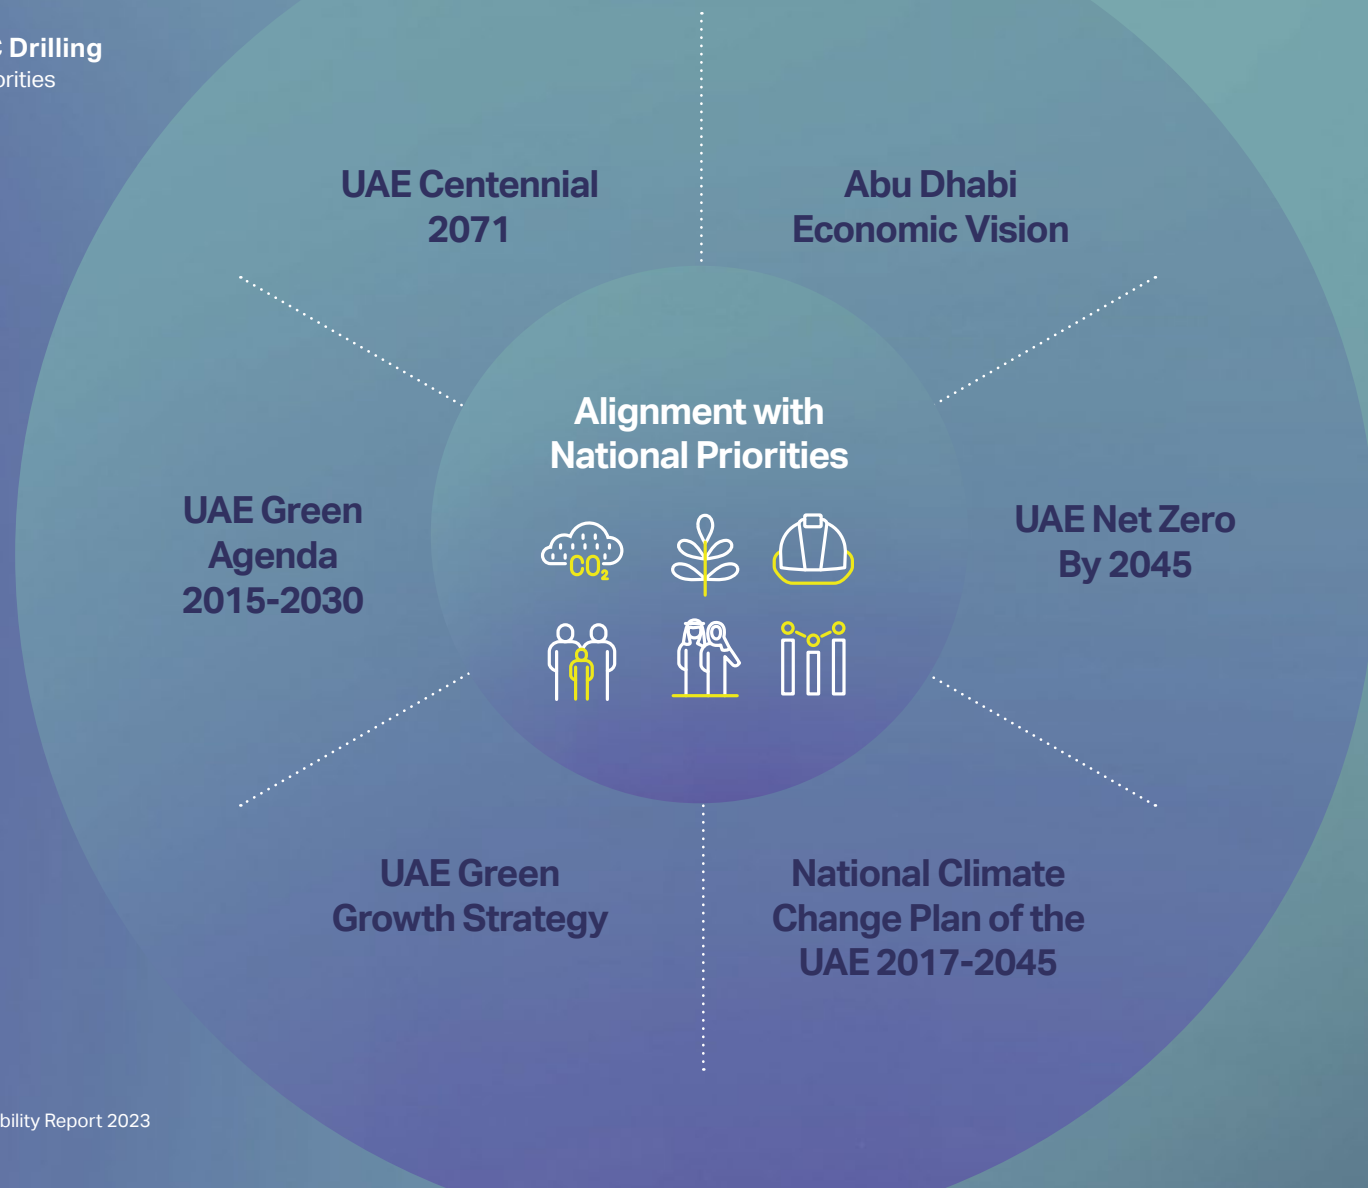 Drilling
UAE Centennial
2071
Abu Dhabi
Economic Vision
Alignment with
National Priorities
CO₂
UAE Green
Agenda
2015-2030
UAE Net Zero
By 2045
UAE Green
Growth Strategy
National Climate
Change Plan of the
UAE 2017-2045
Report 2023